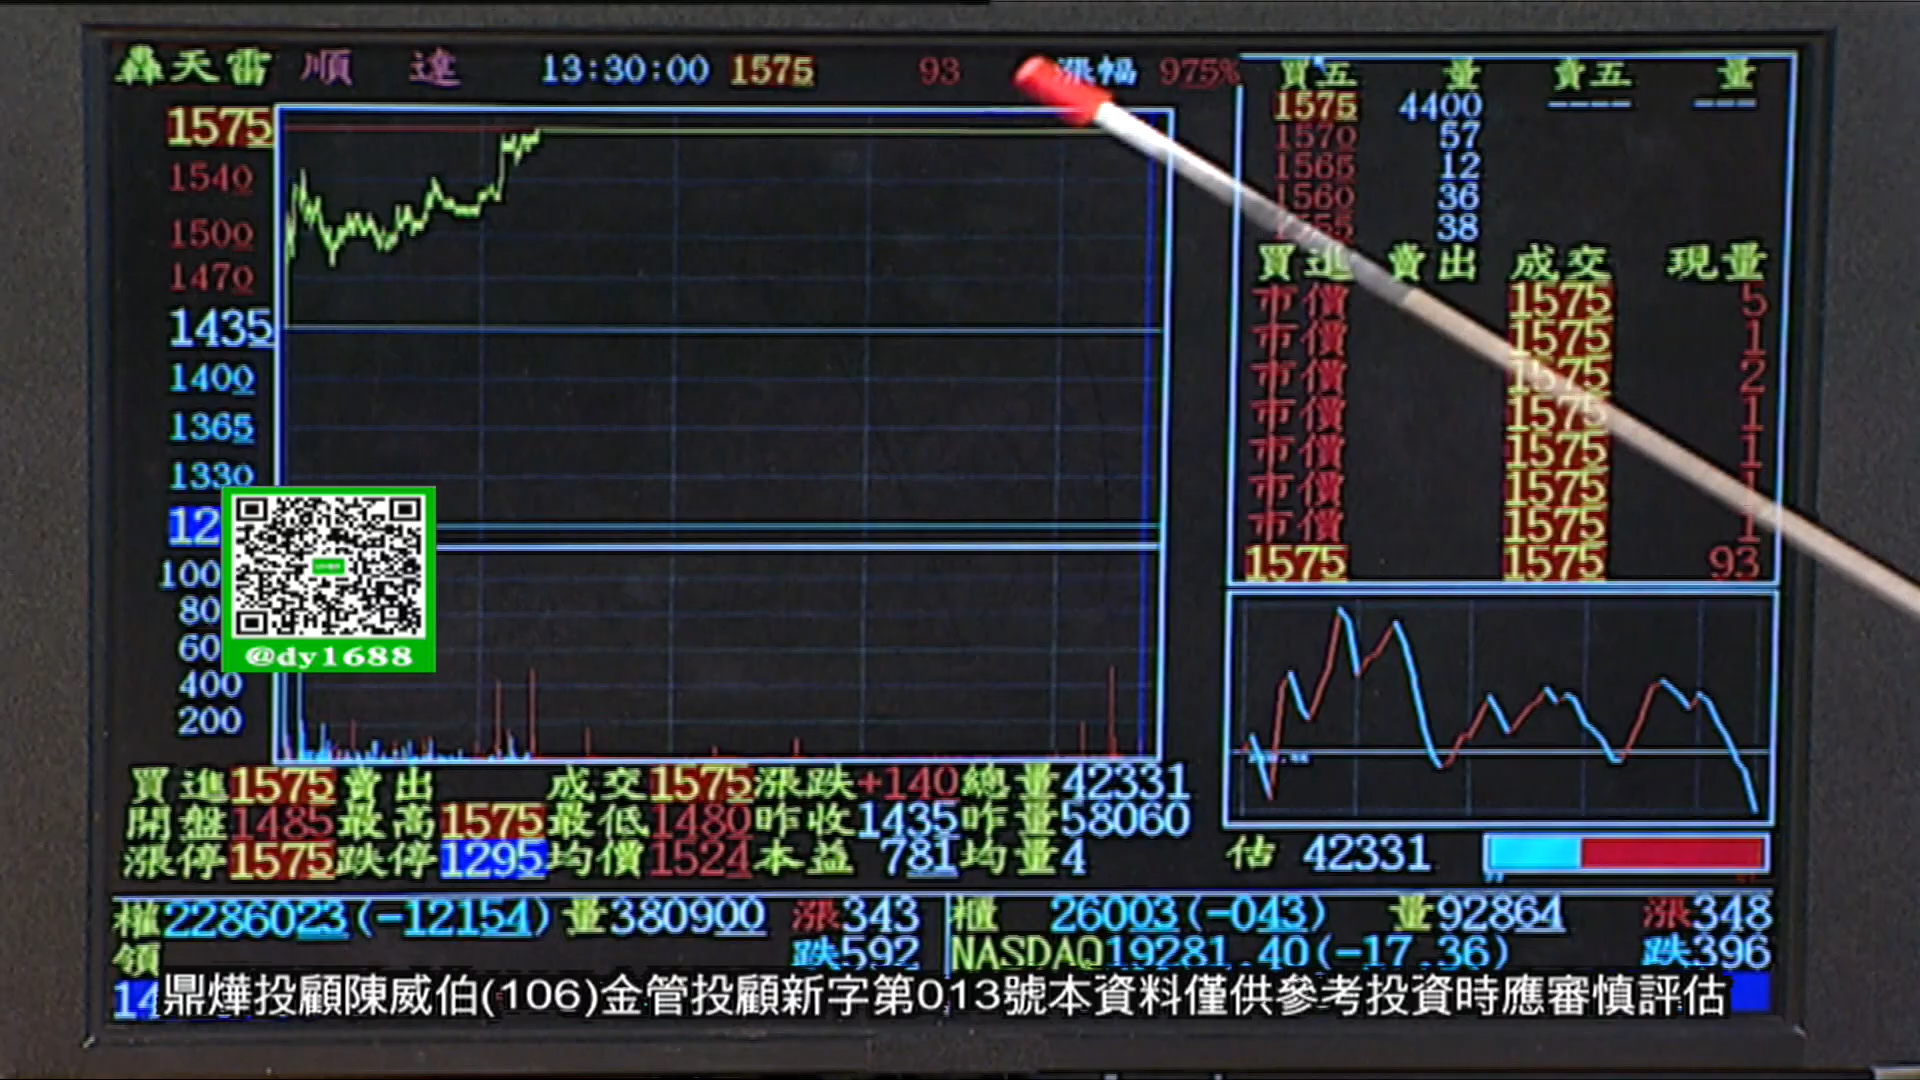 轟天雷 順 達 13:30:00 1575 93 漲幅 975%
買五 量 賣五 量
1575 4400 ---- ---
1570 57
1565 12
1560 36
1555 38
買進 賣出 成交 現量
市價 1575 5
市價 1575 1
市價 1575 2
市價 1575 1
市價 1575 1
市價 1575 1
市價 1575 1
1575 1575 93
1575
1540
1500
1470
1435
1400
1365
1330
12
100
80
60
400
200
@dy1688
買進1575賣出 成交1575漲跌+140總量42331
開盤1485最高1575最低1480昨收1435昨量58060
漲停1575跌停1295均價1524本益 781均量4
估 42331
權2286023(-12154)量380900 漲343
跌592
領
櫃 26003(-043) 量92864 漲348
NASDAQ19281.40(-17.36) 跌396
14
鼎燁投顧陳威伯(106)金管投顧新字第013號本資料僅供參考投資時應審慎評估